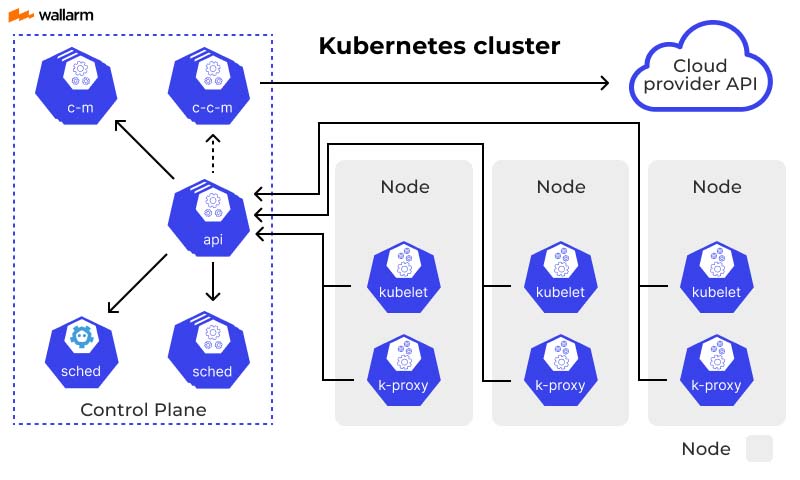 wallarm
Kubernetes cluster
Cloud
provider API
c-m
c-c-m
api
sched
sched
Control Plane
Node
kubelet
k-proxy
Node
kubelet
k-proxy
Node
kubelet
k-proxy
Node